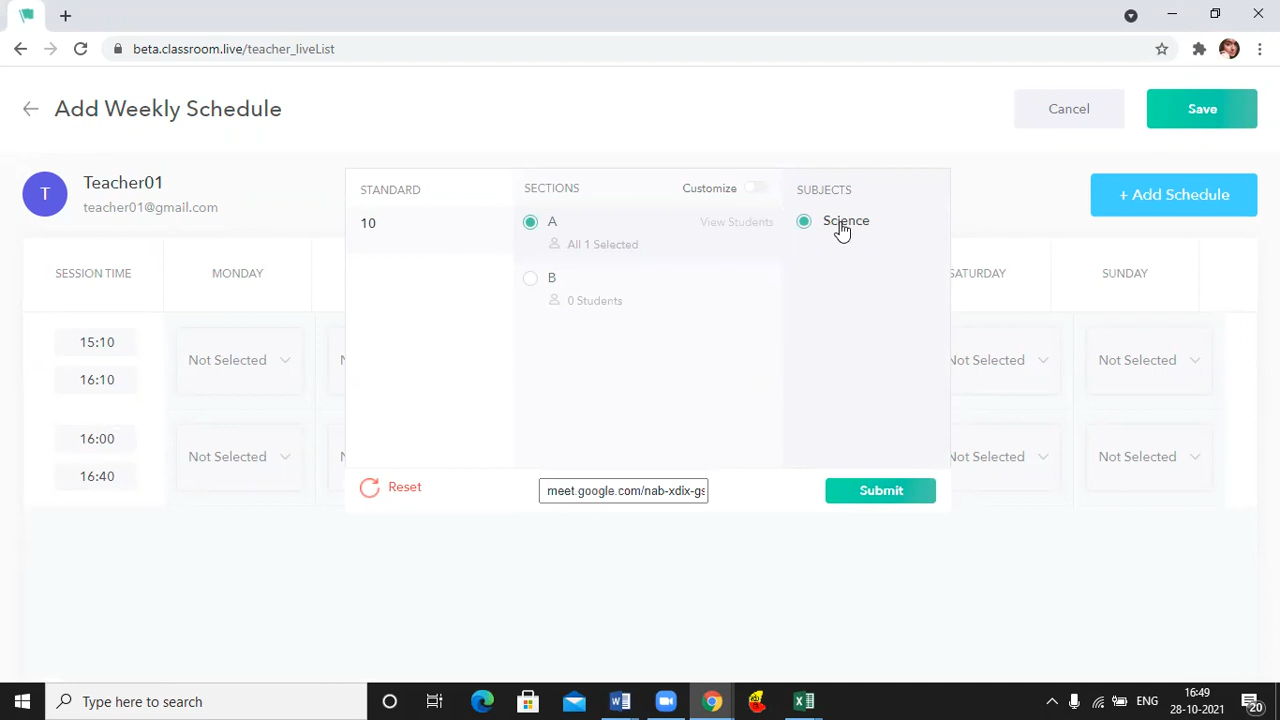 beta.classroom.live/teacher_liveList
Add Weekly Schedule
Cancel
Save
T
Teacher01
teacher01@gmail.com
+ Add Schedule
STANDARD
SECTIONS
Customize
SUBJECTS
10
A
View Students
All 1 Selected
B
0 Students
Science
SESSION TIME
MONDAY
SATURDAY
SUNDAY
15:10
16:10
Not Selected
Not Selected
Not Selected
16:00
16:40
Not Selected
Not Selected
Not Selected
Reset
meet.google.com/nab-xdix-gs
Submit
Type here to search
ENG
16:49
28-10-2021
20